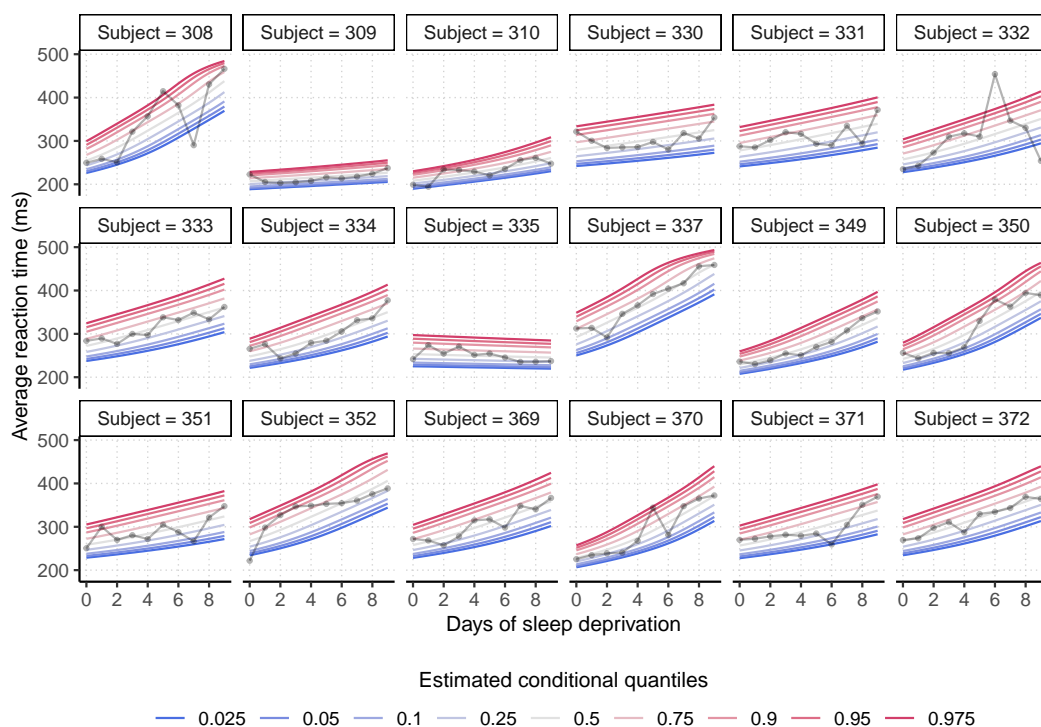 Subject = 308 Subject = 309 Subject = 310 Subject = 330 Subject = 331 Subject = 332
500
400
300
200
Subject = 333 Subject = 334 Subject = 335 Subject = 337 Subject = 349 Subject = 350
500
400
300
200
Average reaction time (ms)
Subject = 351 Subject = 352 Subject = 369 Subject = 370 Subject = 371 Subject = 372
500
400
300
200
0 2 4 6 8 0 2 4 6 8 0 2 4 6 8 0 2 4 6 8 0 2 4 6 8 0 2 4 6 8
Days of sleep deprivation
Estimated conditional quantiles
0.025 0.05 0.1 0.25 0.5 0.75 0.9 0.95 0.975